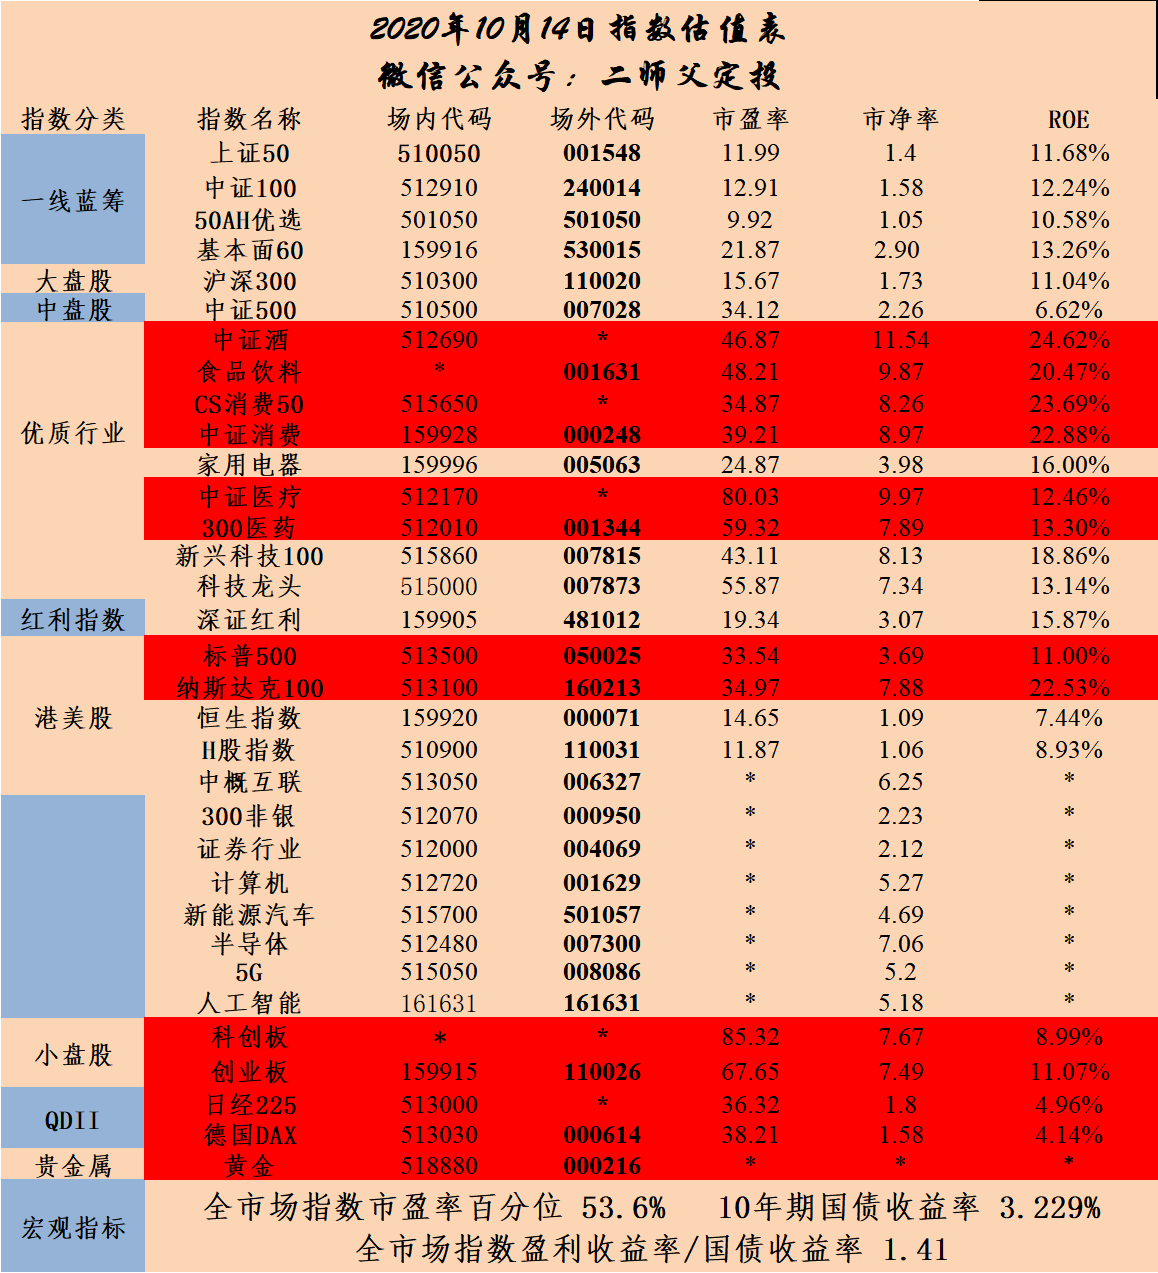 2020年10月14日指数估值表
微信公众号：二师父定投
指数分类 指数名称 场内代码 场外代码 市盈率 市净率 ROE
上证50 510050 001548 11.99 1.4 11.68%
一线蓝筹 中证100 512910 240014 12.91 1.58 12.24%
50AH优选 501050 501050 9.92 1.05 10.58%
基本面60 159916 530015 21.87 2.90 13.26%
大盘股 沪深300 510300 110020 15.67 1.73 11.04%
中盘股 中证500 510500 007028 34.12 2.26 6.62%
中证酒 512690 * 46.87 11.54 24.62%
食品饮料 * 001631 48.21 9.87 20.47%
CS消费50 515650 * 34.87 8.26 23.69%
优质行业 中证消费 159928 000248 39.21 8.97 22.88%
家用电器 159996 005063 24.87 3.98 16.00%
中证医疗 512170 * 80.03 9.97 12.46%
300医药 512010 001344 59.32 7.89 13.30%
新兴科技100 515860 007815 43.11 8.13 18.86%
科技龙头 515000 007873 55.87 7.34 13.14%
红利指数 深证红利 159905 481012 19.34 3.07 15.87%
标普500 513500 050025 33.54 3.69 11.00%
纳斯达克100 513100 160213 34.97 7.88 22.53%
港美股 恒生指数 159920 000071 14.65 1.09 7.44%
H股指数 510900 110031 11.87 1.06 8.93%
中概互联 513050 006327 * 6.25 *
300非银 512070 000950 * 2.23 *
证券行业 512000 004069 * 2.12 *
计算机 512720 001629 * 5.27 *
新能源汽车 515700 501057 * 4.69 *
半导体 512480 007300 * 7.06 *
5G 515050 008086 * 5.2 *
人工智能 161631 161631 * 5.18 *
科创板 * * 85.32 7.67 8.99%
小盘股 创业板 159915 110026 67.65 7.49 11.07%
日经225 513000 * 36.32 1.8 4.96%
QDII 德国DAX 513030 000614 38.21 1.58 4.14%
贵金属 黄金 518880 000216 * * *
全市场指数市盈率百分位 53.6% 10年期国债收益率 3.229%
宏观指标
全市场指数盈利收益率/国债收益率 1.41